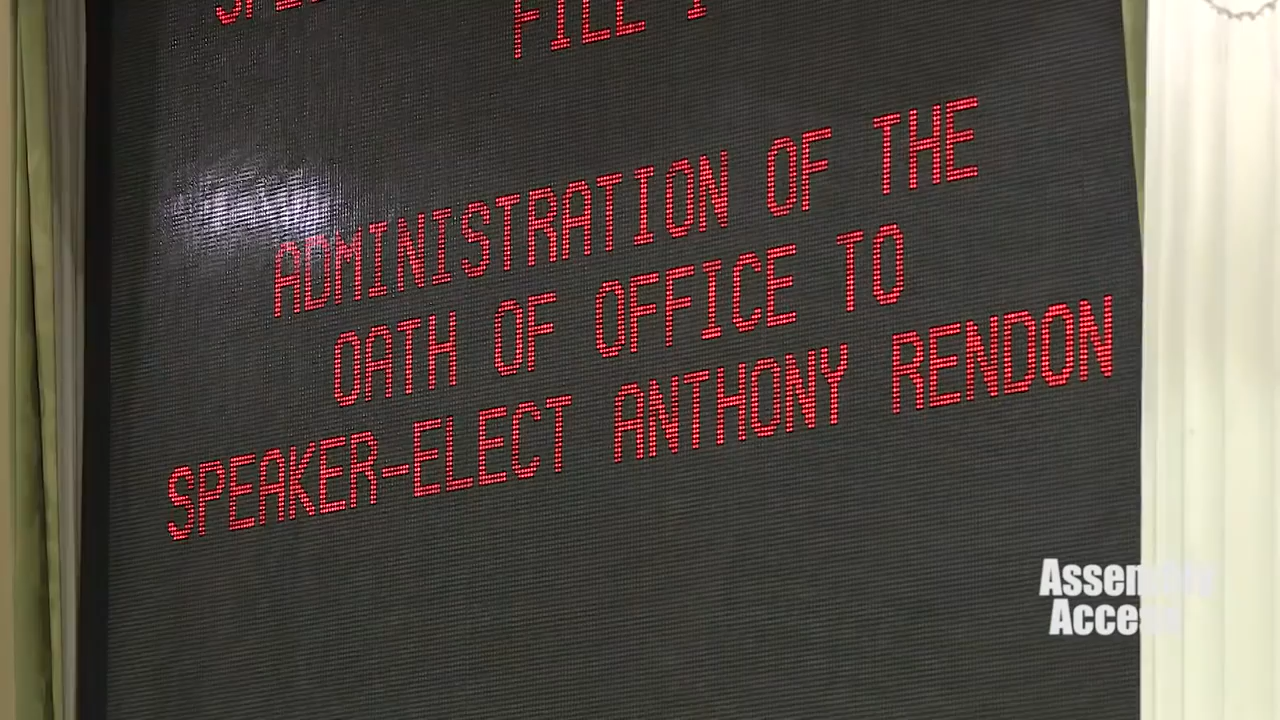 FILE
ADMINISTRATION OF THE
OATH OF OFFICE TO
SPEAKER-ELECT ANTHONY RENDON
Assembly
Access